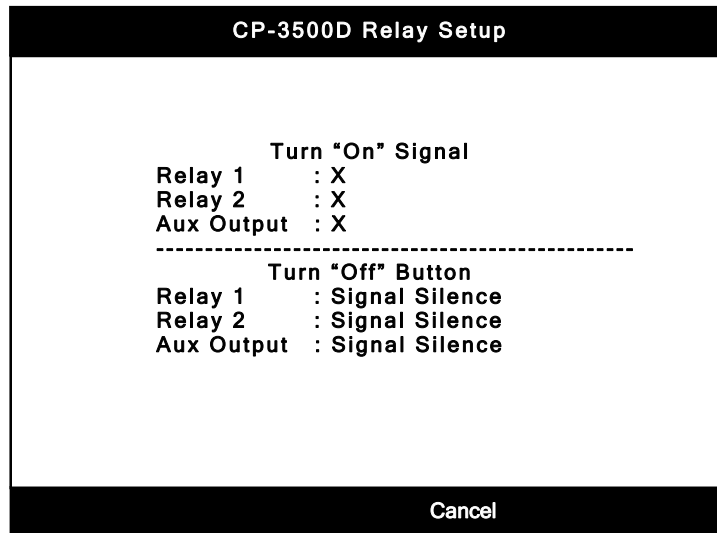 CP-3500D Relay Setup
Turn “On” Signal
Relay 1 : X
Relay 2 : X
Aux Output : X
-------------------------------------------------
Turn “Off” Button
Relay 1 : Signal Silence
Relay 2 : Signal Silence
Aux Output : Signal Silence
Cancel